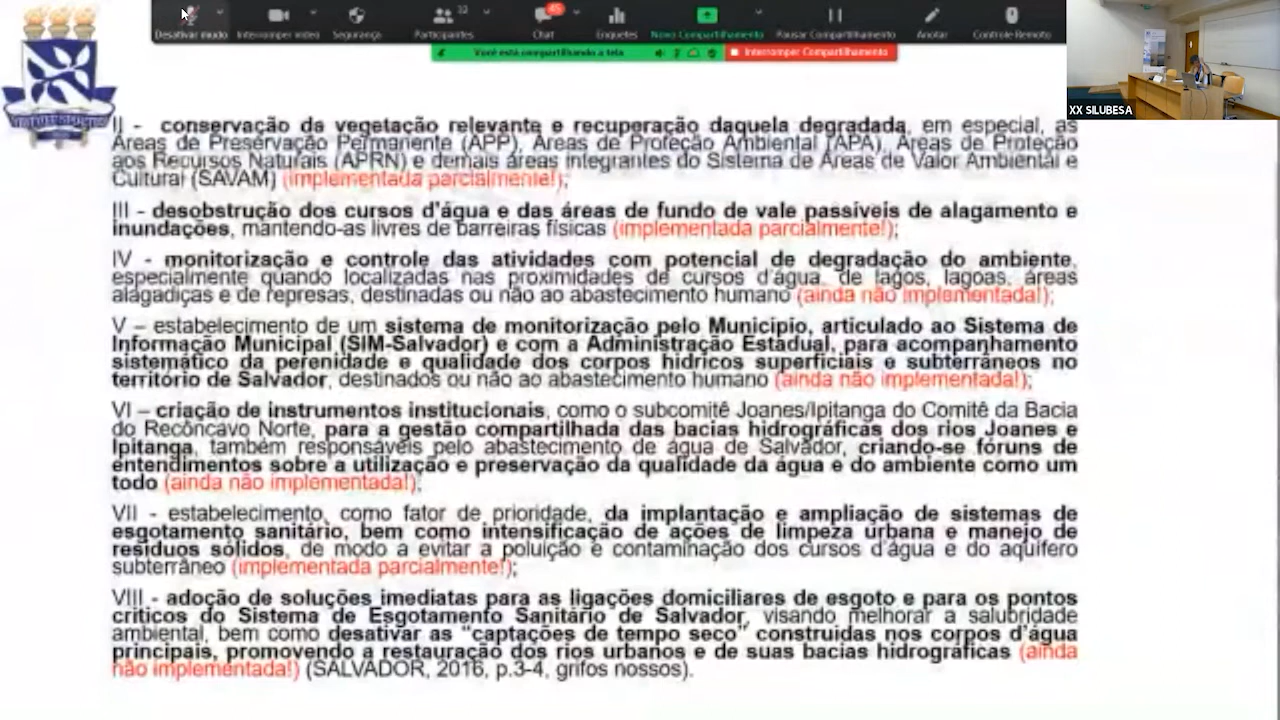 Desativar mudo
Interromper vídeo
Segurança
Participantes
32
Chat
45
Enquetes
Novo Compartilhamento
Pausar Compartilhamento
Anotar
Controle Remoto
Você está compartilhando a tela
Interromper Compartilhamento
XX SILUBESA
II - conservação da vegetação relevante e recuperação daquela degradada, em especial, as
Áreas de Preservação Permanente (APP), Áreas de Proteção Ambiental (APA), Áreas de Proteção
aos Recursos Naturais (APRN) e demais áreas integrantes do Sistema de Áreas de Valor Ambiental e
Cultural (SAVAM) (implementada parcialmente!);
III - desobstrução dos cursos d'água e das áreas de fundo de vale passíveis de alagamento e
inundações, mantendo-as livres de barreiras físicas (implementada parcialmente!);
IV - monitorização e controle das atividades com potencial de degradação do ambiente,
especialmente quando localizadas nas proximidades de cursos d'água, de lagos, lagoas, áreas
alagadiças e de represas, destinadas ou não ao abastecimento humano (ainda não implementada!);
V – estabelecimento de um sistema de monitorização pelo Município, articulado ao Sistema de
Informação Municipal (SIM-Salvador) e com a Administração Estadual, para acompanhamento
sistemático da perenidade e qualidade dos corpos hídricos superficiais e subterrâneos no
território de Salvador, destinados ou não ao abastecimento humano (ainda não implementada!);
VI – criação de instrumentos institucionais, como o subcomitê Joanes/Ipitanga do Comitê da Bacia
do Recôncavo Norte, para a gestão compartilhada das bacias hidrográficas dos rios Joanes e
Ipitanga, também responsáveis pelo abastecimento de água de Salvador, criando-se fóruns de
entendimentos sobre a utilização e preservação da qualidade da água e do ambiente como um
todo (ainda não implementada!);
VII - estabelecimento, como fator de prioridade, da implantação e ampliação de sistemas de
esgotamento sanitário, bem como intensificação de ações de limpeza urbana e manejo de
resíduos sólidos, de modo a evitar a poluição e contaminação dos cursos d'água e do aquífero
subterrâneo (implementada parcialmente!);
VIII - adoção de soluções imediatas para as ligações domiciliares de esgoto e para os pontos
críticos do Sistema de Esgotamento Sanitário de Salvador, visando melhorar a salubridade
ambiental, bem como desativar as "captações de tempo seco" construídas nos corpos d'água
principais, promovendo a restauração dos rios urbanos e de suas bacias hidrográficas (ainda
não implementada!) (SALVADOR, 2016, p.3-4, grifos nossos).